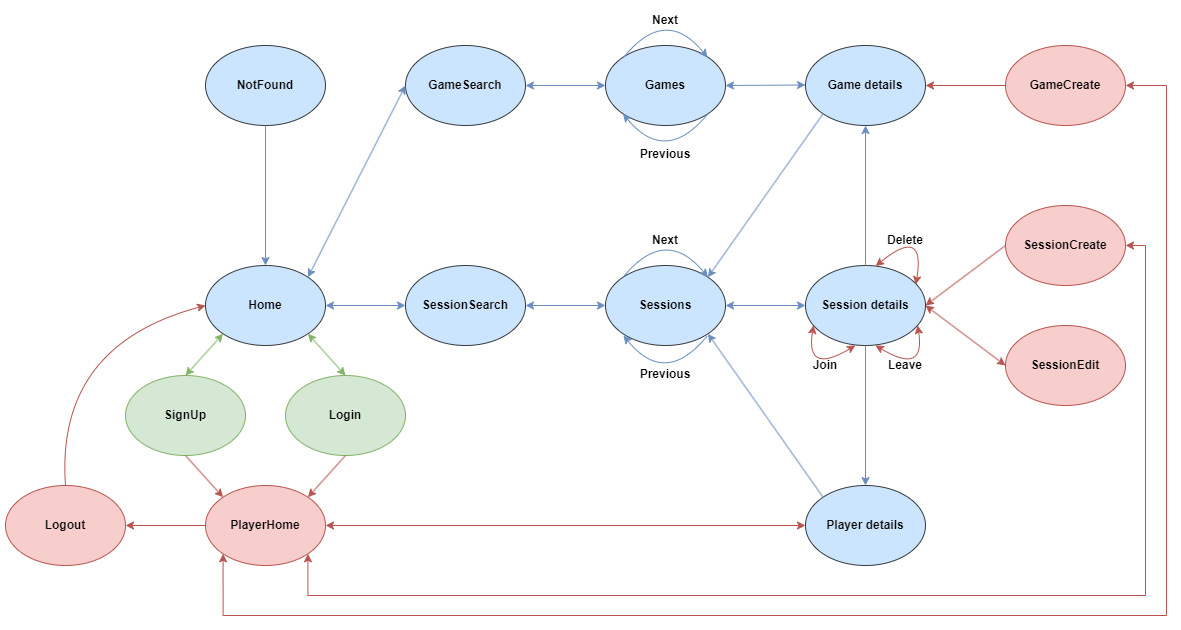 Next
NotFound
GameSearch
Games
Game details
GameCreate
Previous
Next
Delete
SessionCreate
Home
SessionSearch
Sessions
Session details
Previous
Join
Leave
SessionEdit
SignUp
Login
Logout
PlayerHome
Player details